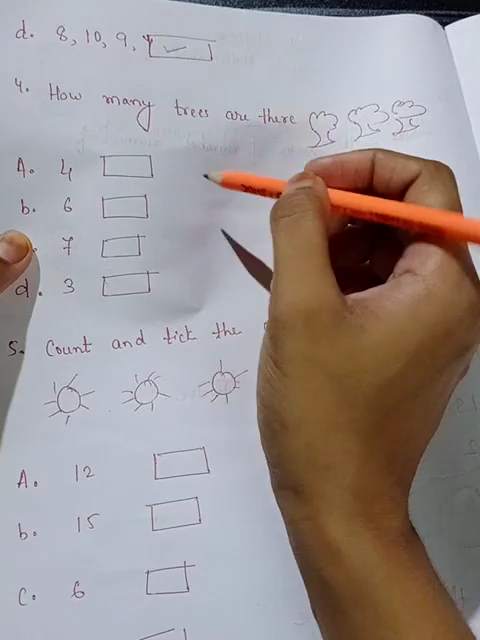 d. 8, 10, 9,
4. How many trees are there
A. 4
b. 6
. 7
d. 3
5. Count and tick the
A. 12
b. 15
C. 6